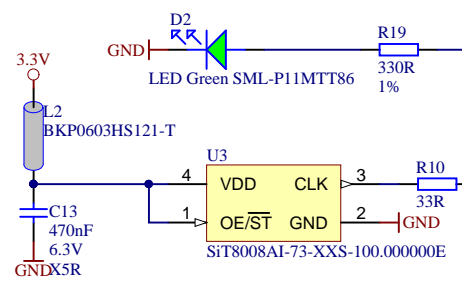 D2
R19
GND
330R
1%
LED Green SML-P11MTT86
3.3V
L2
BKP0603HS121-T
U3
4
VDD
CLK
3
R10
33R
1
OE/ST
GND
2
GND
SiT8008AI-73-XXS-100.000000E
C13
470nF
6.3V
X5R
GND